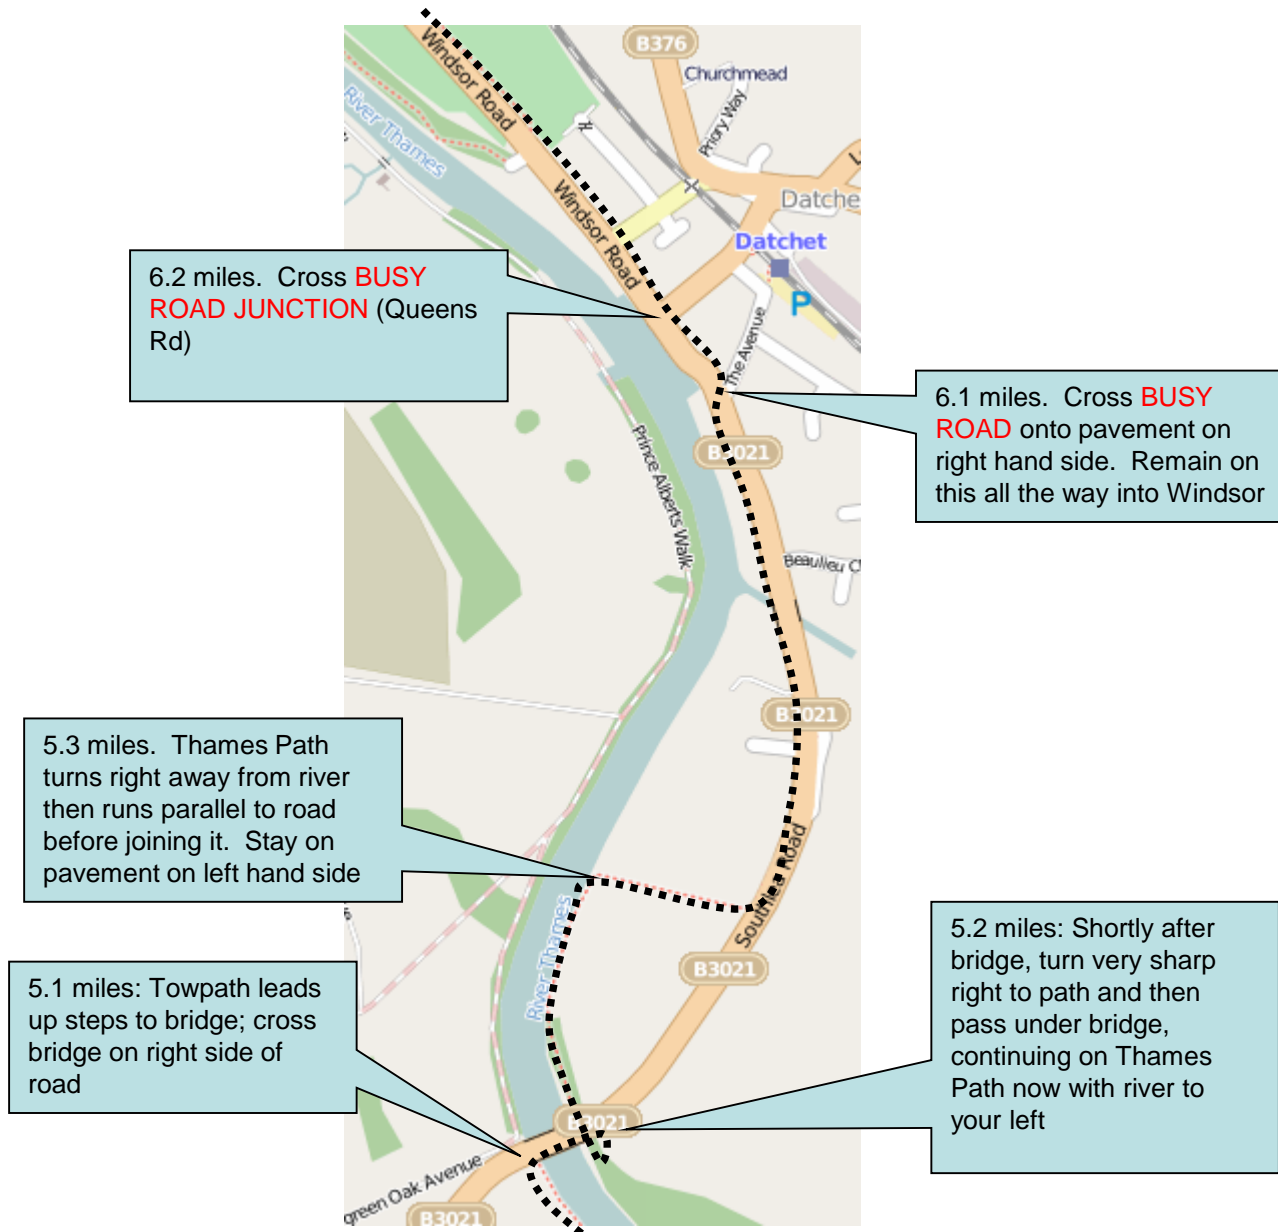 Windsor Road
B376
Churchmead
Priory Way
River Thames
Windsor Road
Datche
Datchet
P
6.2 miles. Cross BUSY
ROAD JUNCTION (Queens
Rd)
The Avenue
6.1 miles. Cross BUSY
ROAD onto pavement on
right hand side. Remain on
this all the way into Windsor
B3021
Prince Alberts Walk
Beaulieu C
B3021
5.3 miles. Thames Path
turns right away from river
then runs parallel to road
before joining it. Stay on
pavement on left hand side
Southlea Road
River Thames
B3021
5.2 miles: Shortly after
bridge, turn very sharp
right to path and then
pass under bridge,
continuing on Thames
Path now with river to
your left
5.1 miles: Towpath leads
up steps to bridge; cross
bridge on right side of
road
B3021
green Oak Avenue
B3021